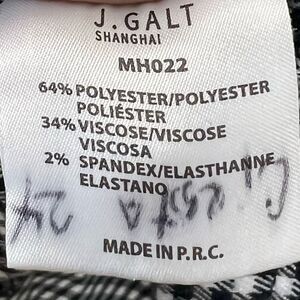 J.GALT
SHANGHAI
MH022
64% POLYESTER/POLYESTER
POLIÉSTER
34% VISCOSE/VISCOSE
VISCOSA
2% SPANDEX/ELASTHANNE
ELASTANO
MADE IN P.R.C.